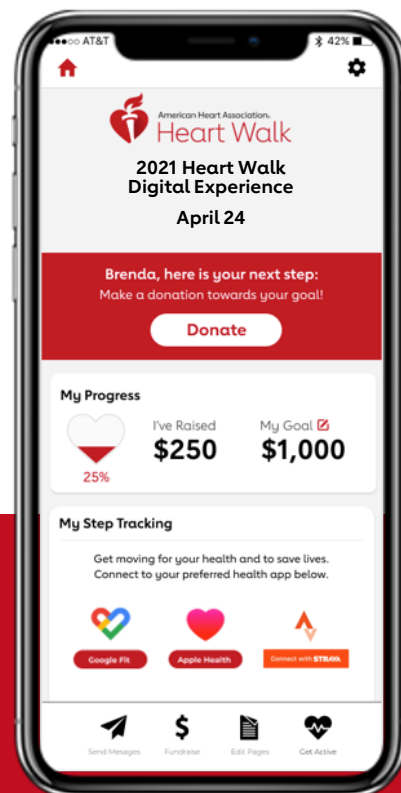 AT&T 42%
American Heart Association.
Heart Walk
2021 Heart Walk
Digital Experience
April 24
Brenda, here is your next step:
Make a donation towards your goal!
Donate
My Progress
I've Raised My Goal
$250 $1,000
25%
My Step Tracking
Get moving for your health and to save lives.
Connect to your preferred health app below.
Google Fit Apple Health Connect with STRAVA
Send Mesages Fundraise Edit Pages Get Active